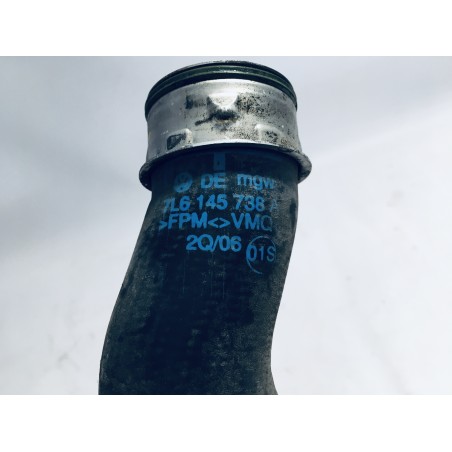 DE mgw
7L6 145 738
>FPM<>VMQ
2Q/06 01S